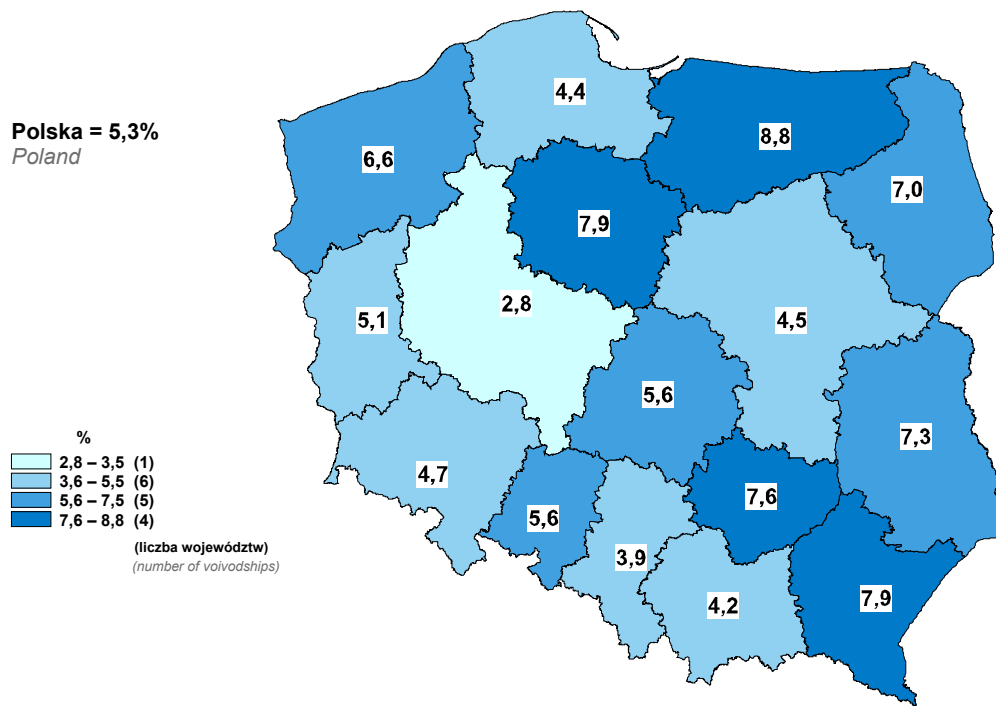 Polska = 5,3%
Poland
4,4
8,8
6,6
7,0
7,9
2,8
5,1
4,5
5,6
7,3
4,7
7,6
5,6
3,9
7,9
4,2
%
2,8 – 3,5 (1)
3,6 – 5,5 (6)
5,6 – 7,5 (5)
7,6 – 8,8 (4)
(liczba województw)
(number of voivodships)